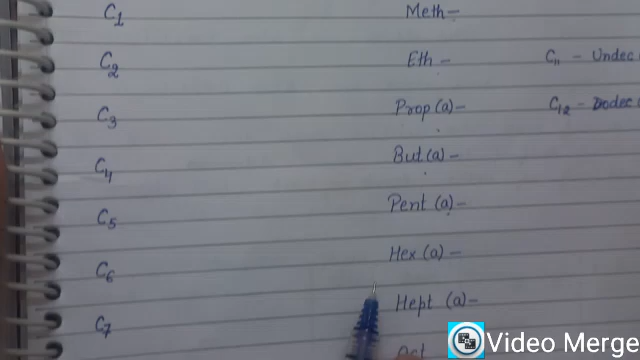 C1 Meth-
C2 Eth - C11 - Undec
C3 Prop (a)- C12 - Dodec
C4 But (a)-
C5 Pent (a)-
C6 Hex (a)-
C7 Hept (a)-
Oct
Video Merge